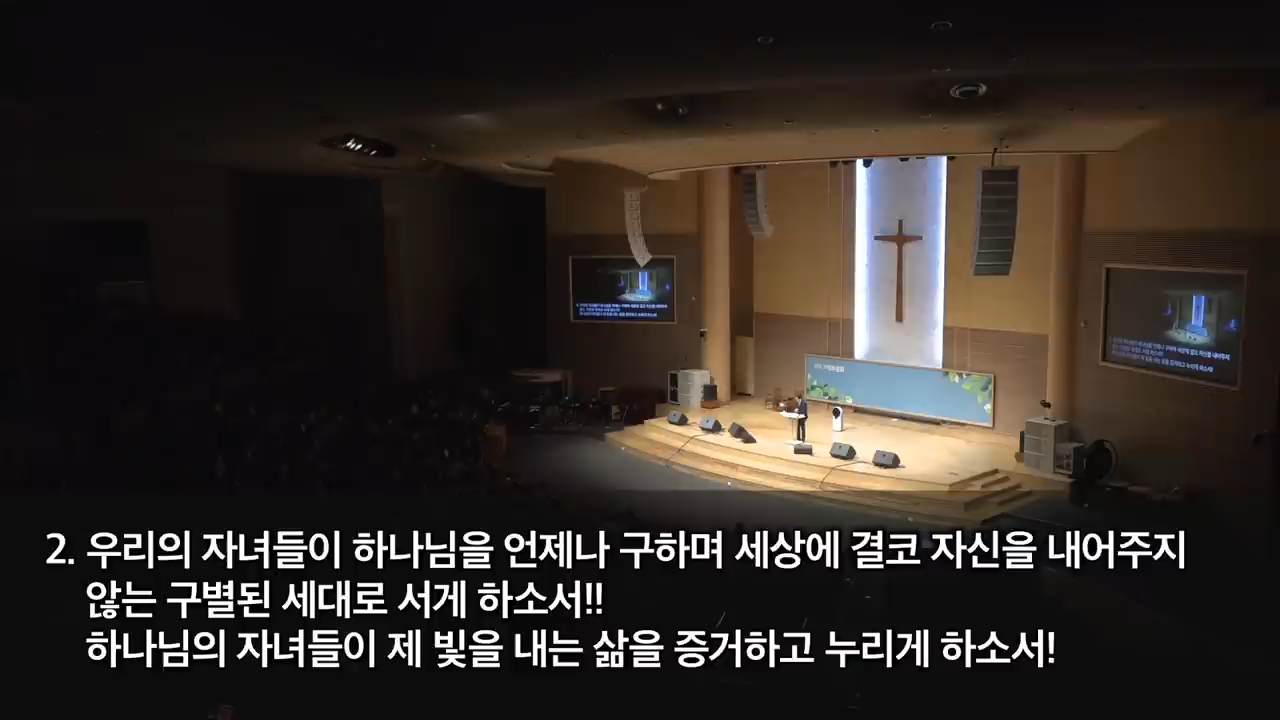 2. 우리의 자녀들이 하나님을 언제나 구하며 세상에 결코 자신을 내어주지
않는 구별된 세대로 서게 하소서!!
하나님의 자녀들이 제 빛을 내는 삶을 증거하고 누리게 하소서!